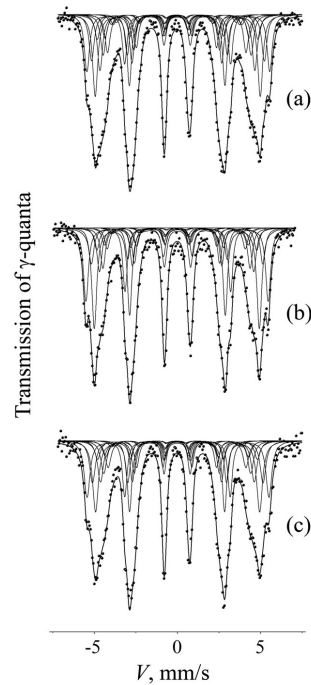 (a)
(b)
Transmission of γ-quanta
(c)
-5 0 5
V, mm/s